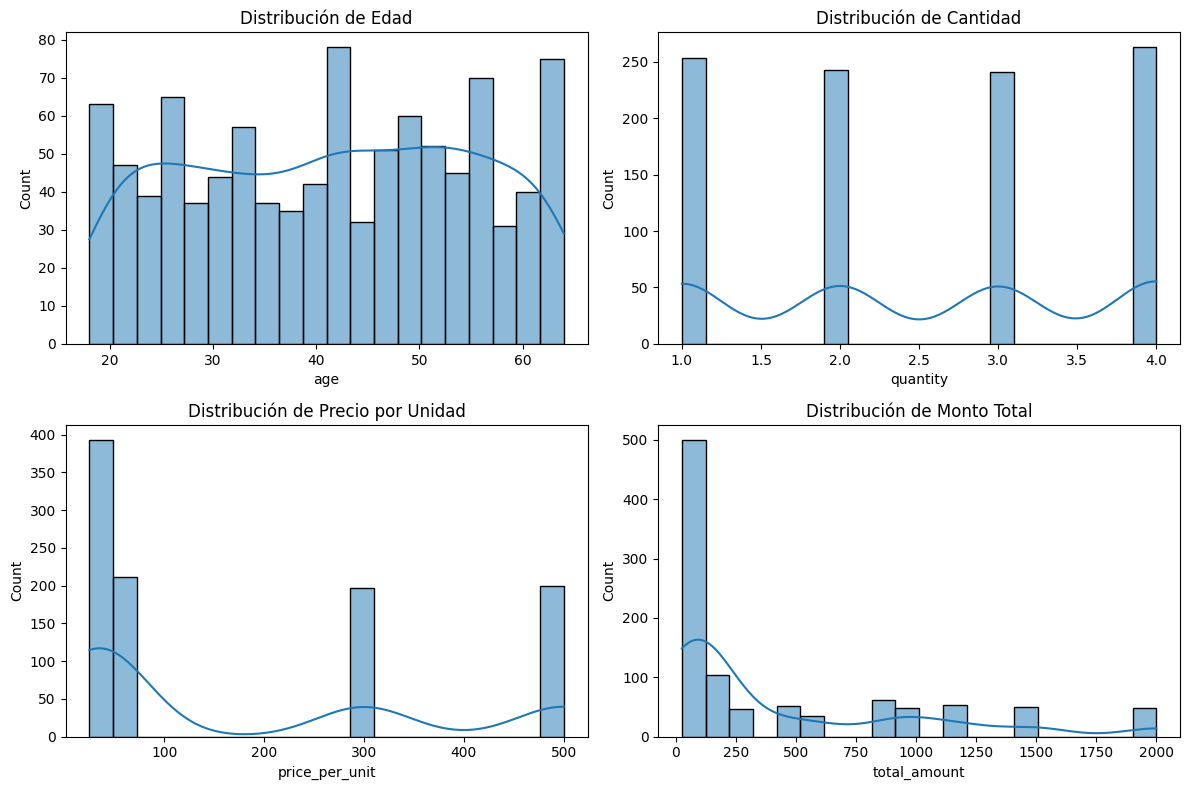 Distribución de Edad
80
70
60
50
40
30
20
10
0
Count
20 30 40 50 60
age
Distribución de Cantidad
250
200
150
100
50
0
Count
1.0 1.5 2.0 2.5 3.0 3.5 4.0
quantity
Distribución de Precio por Unidad
400
350
300
250
200
150
100
50
0
Count
100 200 300 400 500
price_per_unit
Distribución de Monto Total
500
400
300
200
100
0
Count
0 250 500 750 1000 1250 1500 1750 2000
total_amount